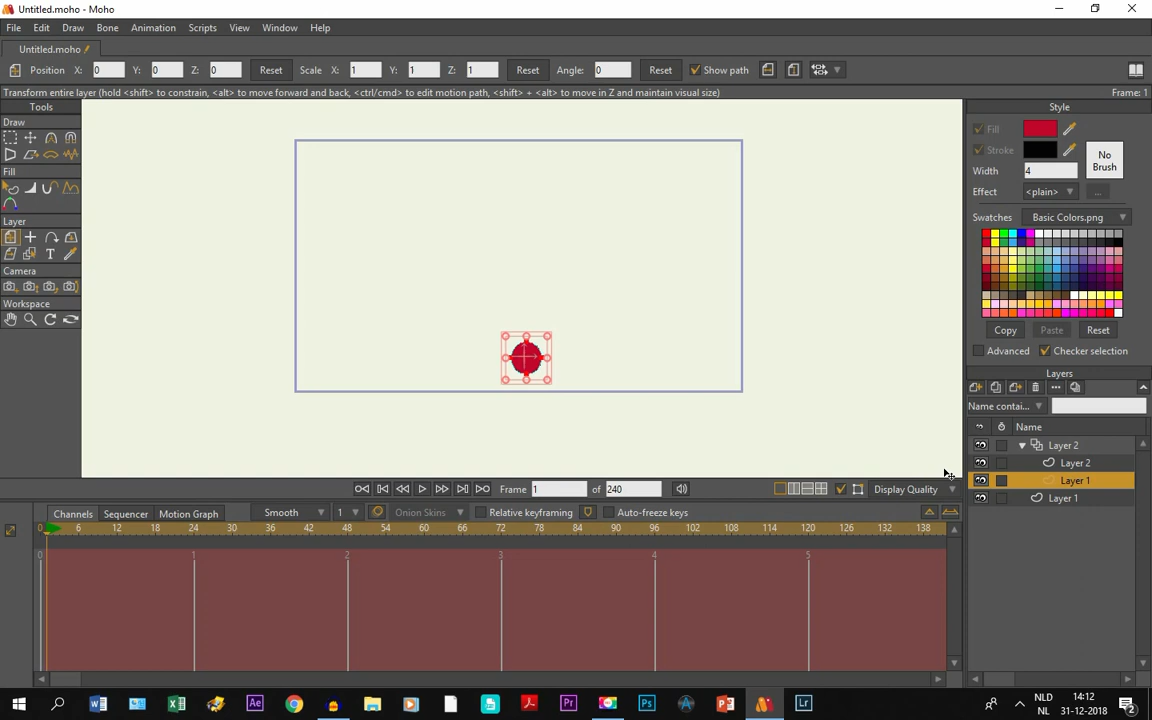 Untitled.moho - Moho
File Edit Draw Bone Animation Scripts View Window Help
Untitled.moho
Position X: 0 Y: 0 Z: 0 Reset Scale X: 1 Y: 1 Z: 1 Reset Angle: 0 Reset Show path
Transform entire layer (hold <shift> to constrain, <alt> to move forward and back, <ctrl/cmd> to edit motion path, <shift> + <alt> to move in Z and maintain visual size) Frame: 1
Tools
Draw
Fill
Layer
T
Camera
Workspace
Style
Fill
Stroke
No Brush
Width 4
Effect <plain> ...
Swatches Basic Colors.png
Copy Paste Reset
Advanced Checker selection
Layers
Name contai...
Name
Layer 2
Layer 2
Layer 1
Layer 1
Frame 1 of 240 Display Quality
Channels Sequencer Motion Graph Smooth 1 Onion Skins Relative keyframing Auto-freeze keys
0 6 12 18 24 30 36 42 48 54 60 66 72 78 84 90 96 102 108 114 120 126 132 138
0 1 2 3 4 5
NLD 14:12
NL 31-12-2018 2